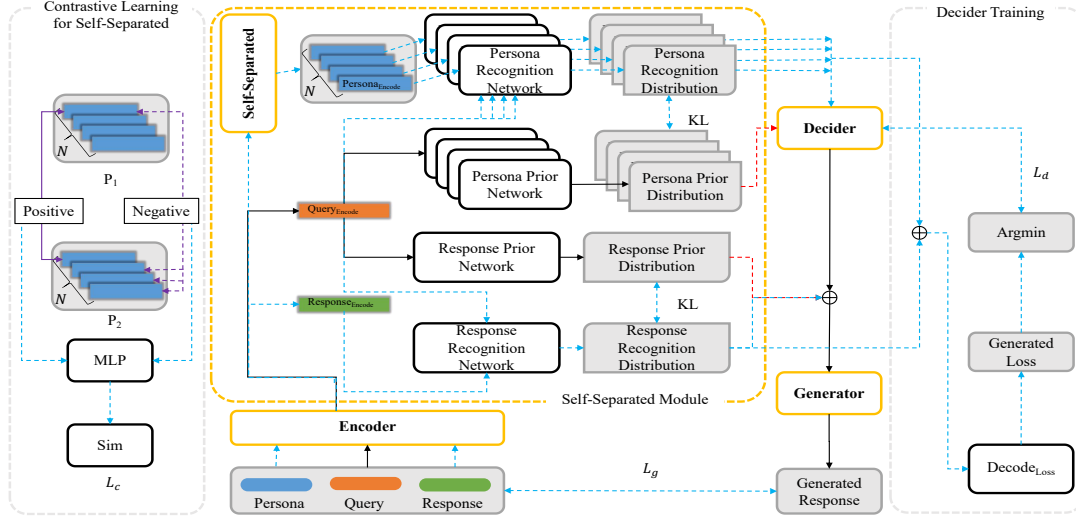 Contrastive Learning
for Self-Separated
N
P1
Positive
Negative
N
P2
MLP
Sim
Lc
Self-Separated
N
PersonaEncode
Persona
Recognition
Network
Persona
Recognition
Distribution
KL
Persona Prior
Network
Persona Prior
Distribution
QueryEncode
Response Prior
Network
Response Prior
Distribution
ResponseEncode
KL
Response
Recognition
Network
Response
Recognition
Distribution
Self-Separated Module
Encoder
Persona
Query
Response
Lg
Decider
Generator
Generated
Response
Decider Training
Ld
Argmin
Generated
Loss
DecodeLoss